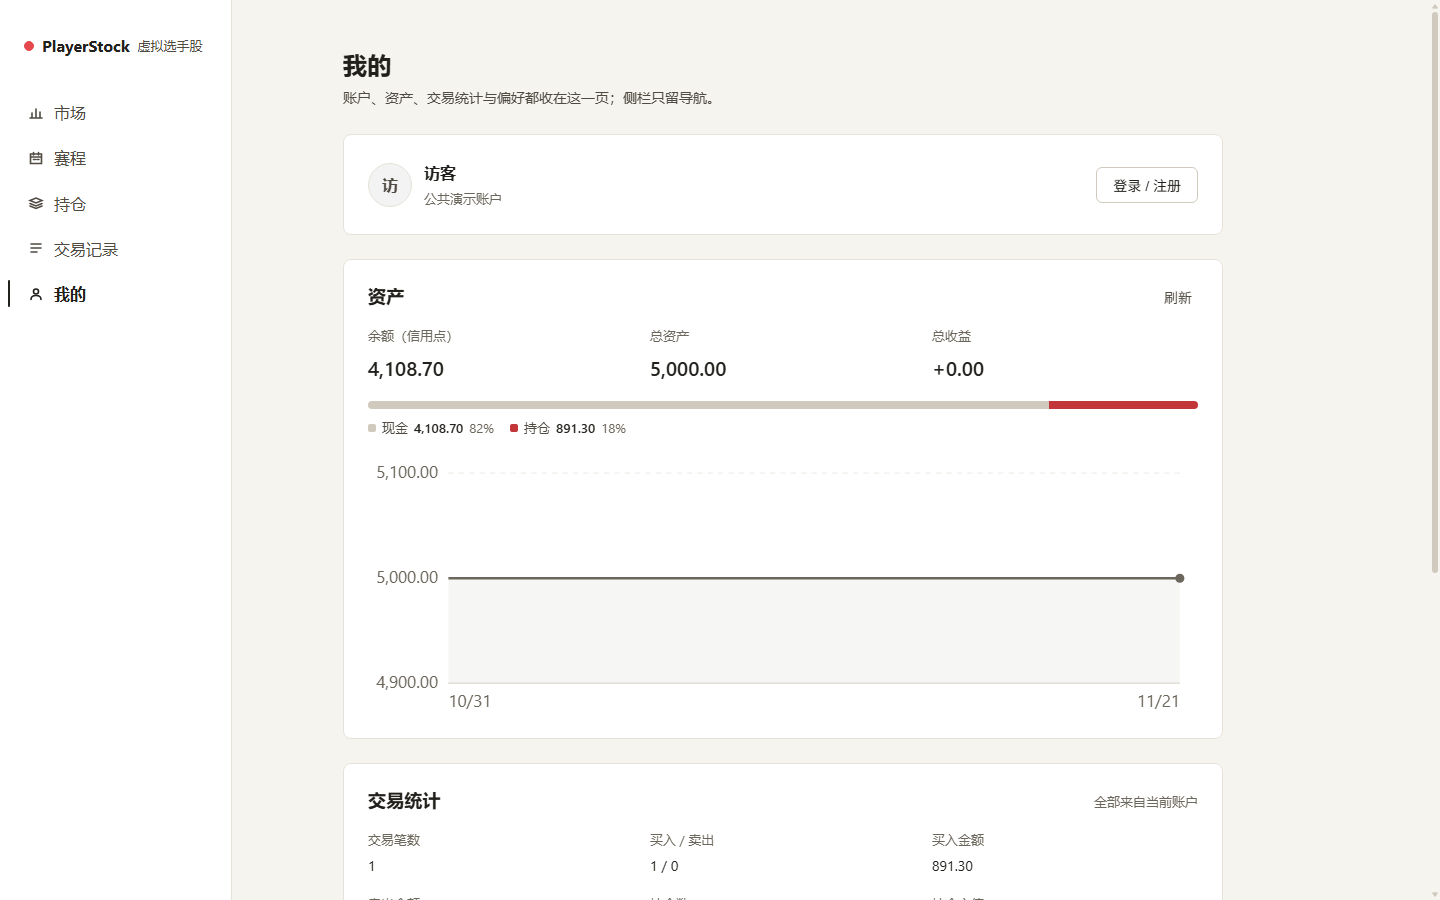 PlayerStock 虚拟选手股
市场
赛程
持仓
交易记录
我的
我的
账户、资产、交易统计与偏好都收在这一页；侧栏只留导航。
访
访客
公共演示账户
登录 / 注册
资产
刷新
余额（信用点）
总资产
总收益
4,108.70
5,000.00
+0.00
现金 4,108.70 82% 持仓 891.30 18%
5,100.00
5,000.00
4,900.00
10/31
11/21
交易统计
全部来自当前账户
交易笔数
买入 / 卖出
买入金额
1
1 / 0
891.30